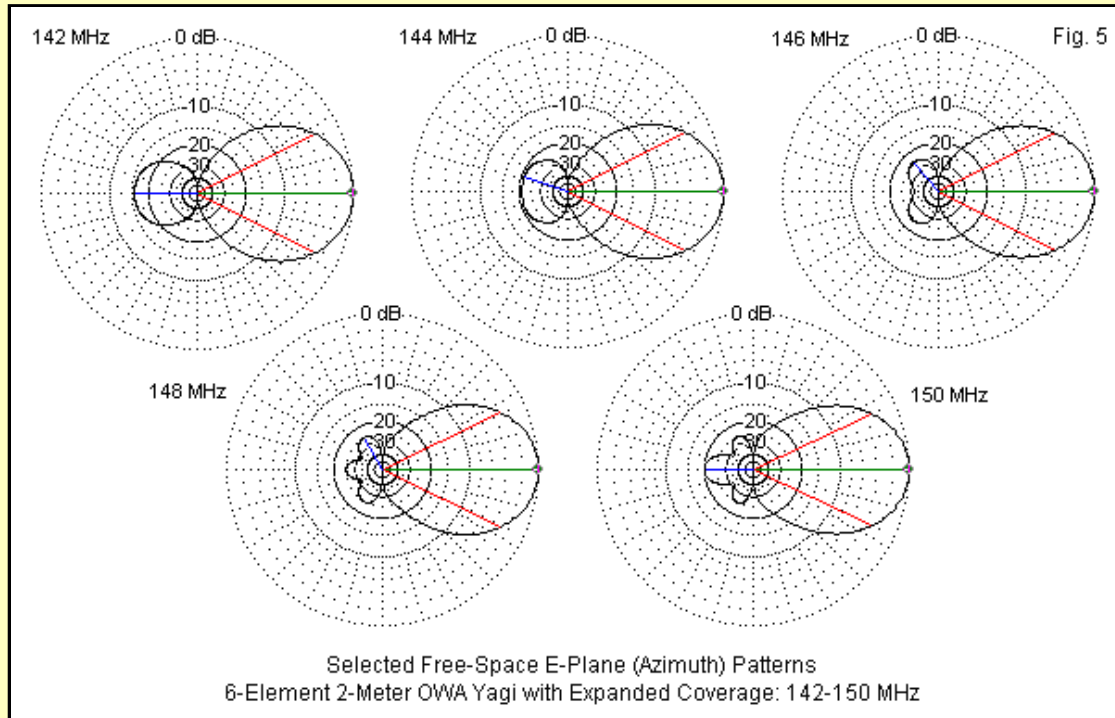 142 MHz
0 dB
-10
20
30
144 MHz
0 dB
-10
20
30
146 MHz
0 dB
Fig. 5
-10
20
30
148 MHz
0 dB
-10
20
30
0 dB
150 MHz
-10
20
30
Selected Free-Space E-Plane (Azimuth) Patterns
6-Element 2-Meter OWA Yagi with Expanded Coverage: 142-150 MHz